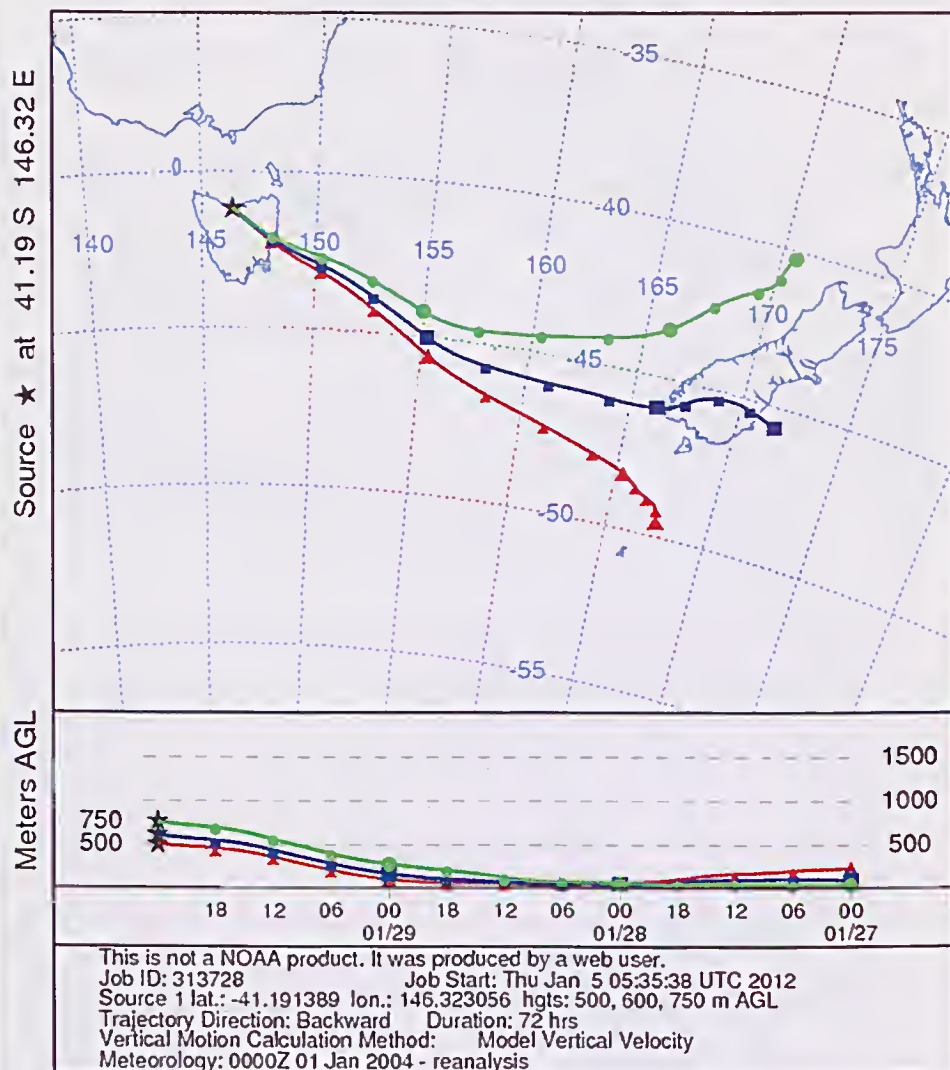 Source ★ at 41.19 S 146.32 E
-35
0
-40
140
145
150
155
160
165
170
175
-45
-50
-55
Meters AGL
1500
1000
750
500
500
18 12 06 00 18 12 06 00 18 12 06 00
01/29 01/28 01/27
This is not a NOAA product. It was produced by a web user.
Job ID: 313728 Job Start: Thu Jan 5 05:35:38 UTC 2012
Source 1 lat.: -41.191389 lon.: 146.323056 hgts: 500, 600, 750 m AGL
Trajectory Direction: Backward Duration: 72 hrs
Vertical Motion Calculation Method: Model Vertical Velocity
Meteorology: 0000Z 01 Jan 2004 - reanalysis